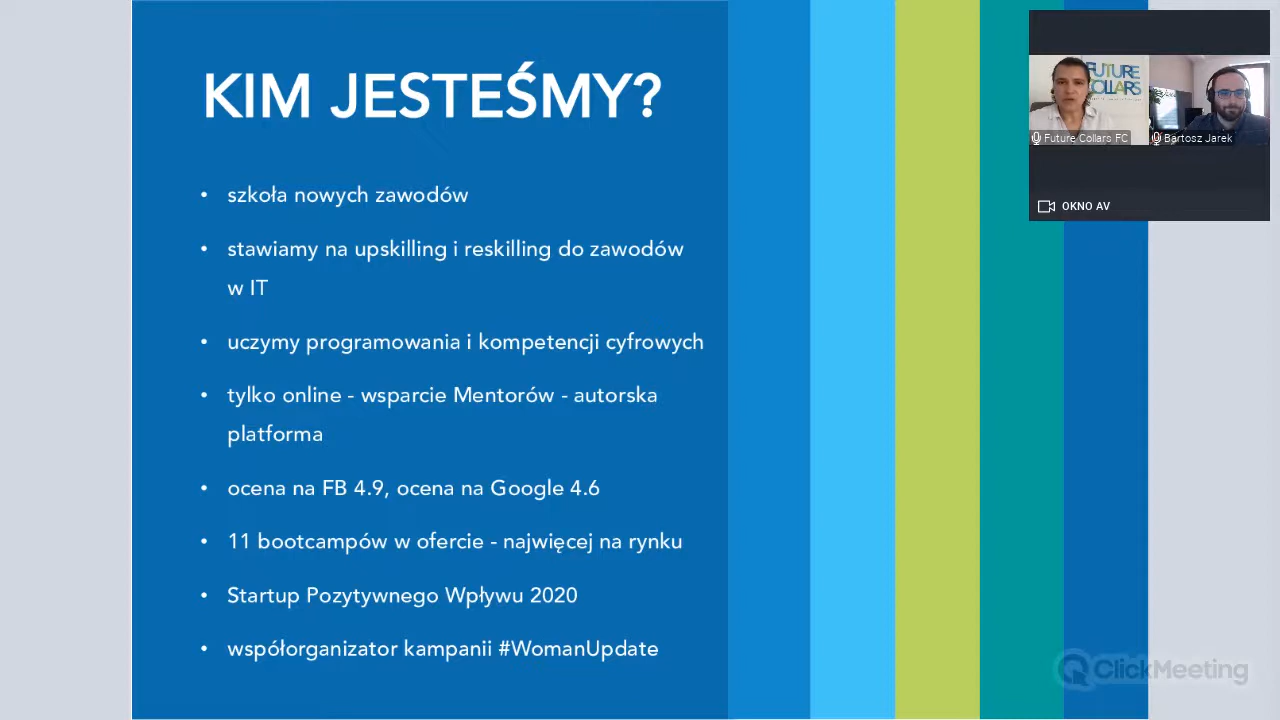 KIM JESTEŚMY?
• szkoła nowych zawodów
• stawiamy na upskilling i reskilling do zawodów
w IT
• uczymy programowania i kompetencji cyfrowych
• tylko online - wsparcie Mentorów - autorska
platforma
• ocena na FB 4.9, ocena na Google 4.6
• 11 bootcampów w ofercie - najwięcej na rynku
• Startup Pozytywnego Wpływu 2020
• współorganizator kampanii #WomanUpdate
FUTURE
COLLARS
Future Collars FC
Bartosz Jarek
OKNO AV
ClickMeeting